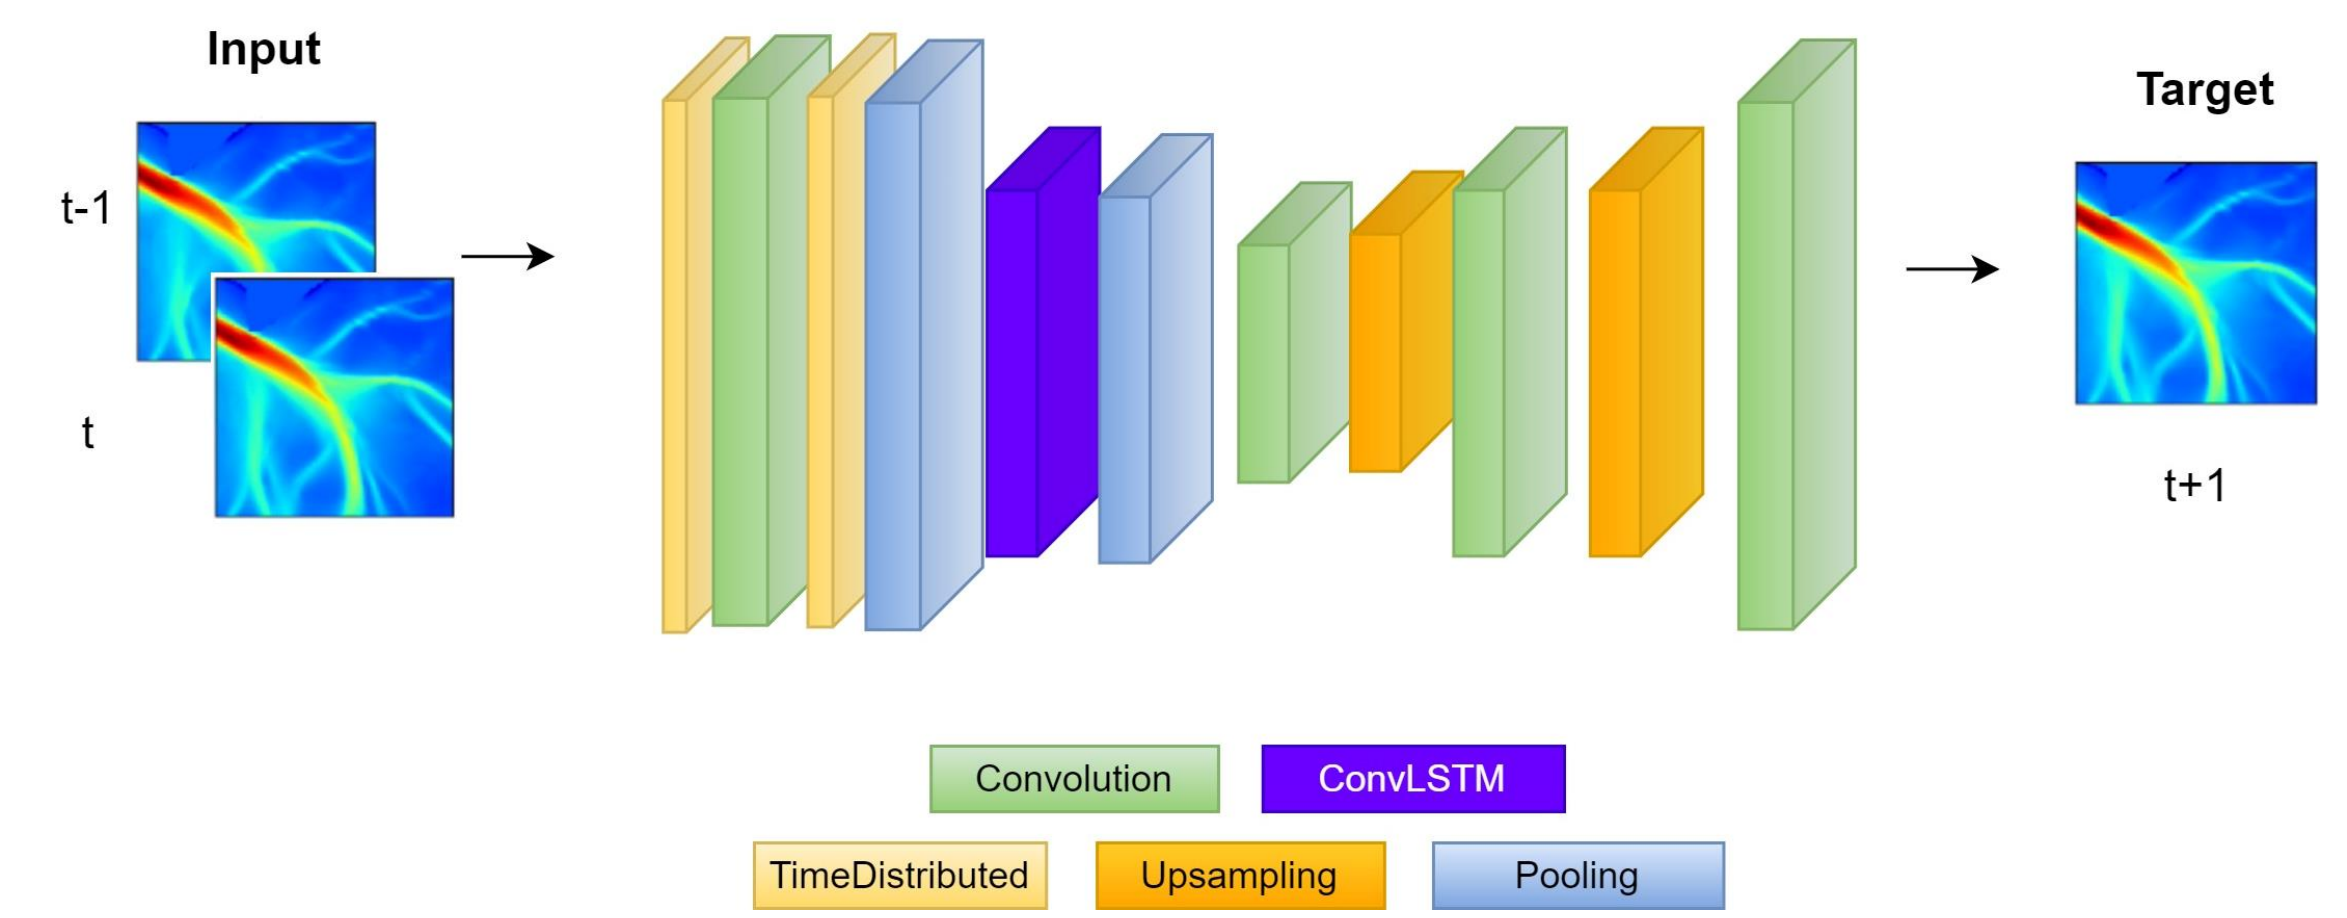 Input
Target
t-1
t
t+1
Convolution
ConvLSTM
TimeDistributed
Upsampling
Pooling